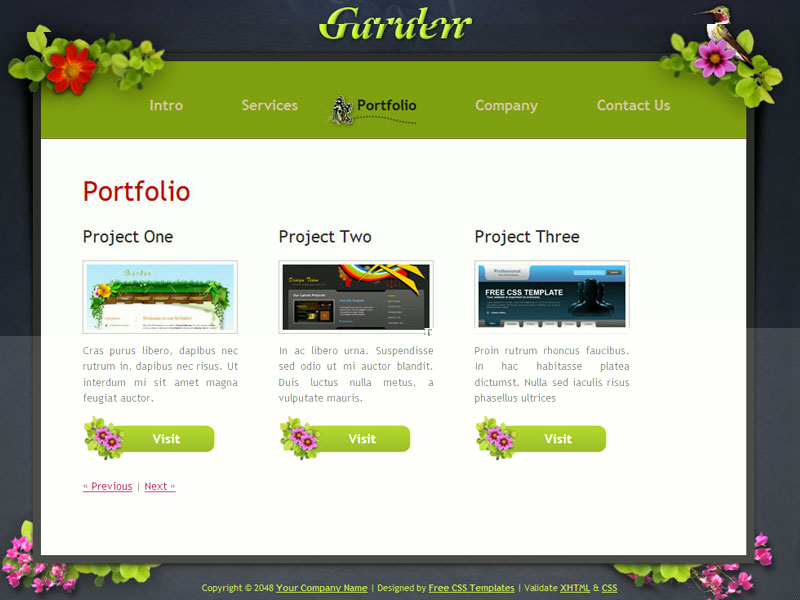 Garden
Intro Services Portfolio Company Contact Us
Portfolio
Project One Project Two Project Three
Garden
Design Team
Professional
FREE CSS TEMPLATE
Cras purus libero, dapibus nec
rutrum in, dapibus nec risus. Ut
interdum mi sit amet magna
feugiat auctor.
In ac libero urna. Suspendisse
sed odio ut mi auctor blandit.
Duis luctus nulla metus, a
vulputate mauris.
Proin rutrum rhoncus faucibus.
In hac habitasse platea
dictumst. Nulla sed iaculis risus
phasellus ultrices
Visit Visit Visit
« Previous | Next »
Copyright © 2048 Your Company Name | Designed by Free CSS Templates | Validate XHTML & CSS